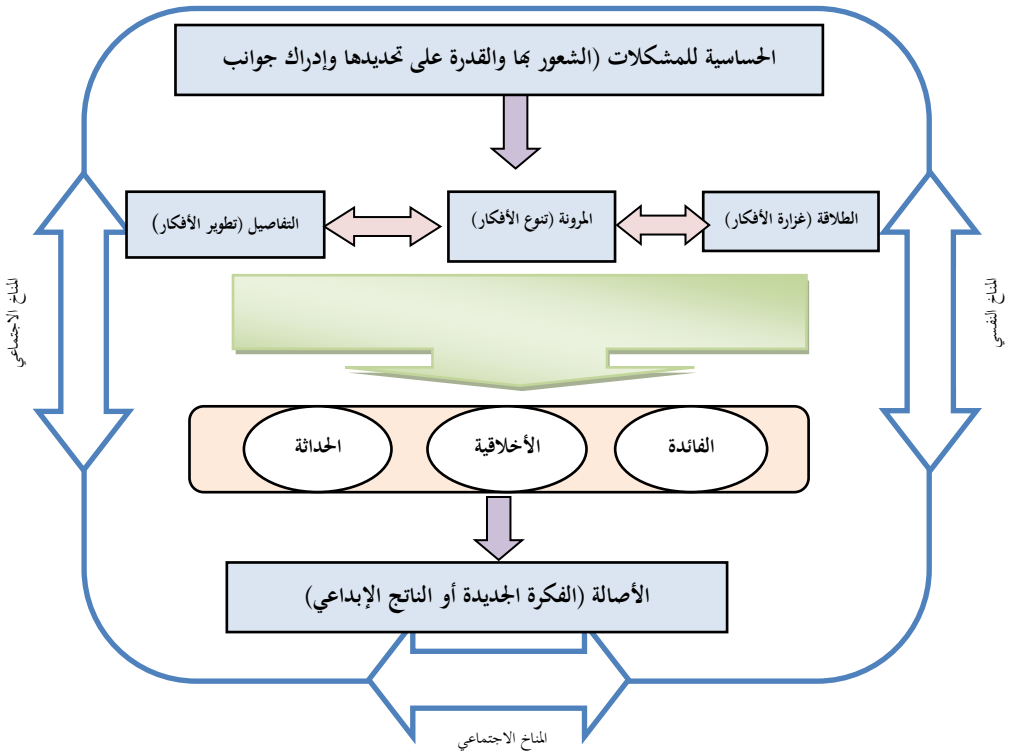 الحساسية للمشكلات (الشعور بها والقدرة على تحديدها وإدراك جوانب
الطلاقة (غزارة الأفكار)
المرونة (تنوع الأفكار)
التفاصيل (تطوير الأفكار)
المناخ النفسي
المناخ الاجتماعي
الفائدة
الأخلاقية
الحداثة
الأصالة (الفكرة الجديدة أو الناتج الإبداعي)
المناخ الاجتماعي